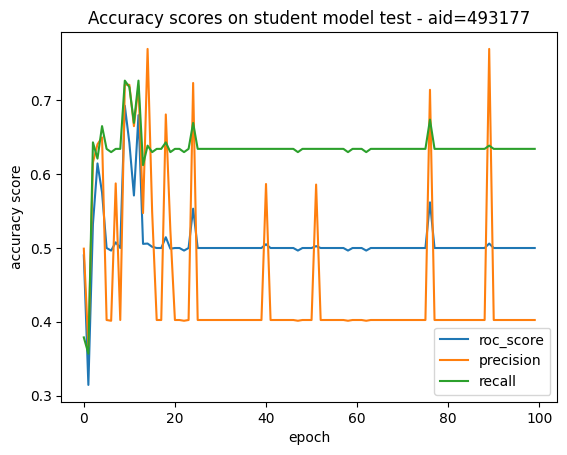 Accuracy scores on student model test - aid=493177
accuracy score
0.7
0.6
0.5
0.4
0.3
0
20
40
60
80
100
epoch
roc_score
precision
recall